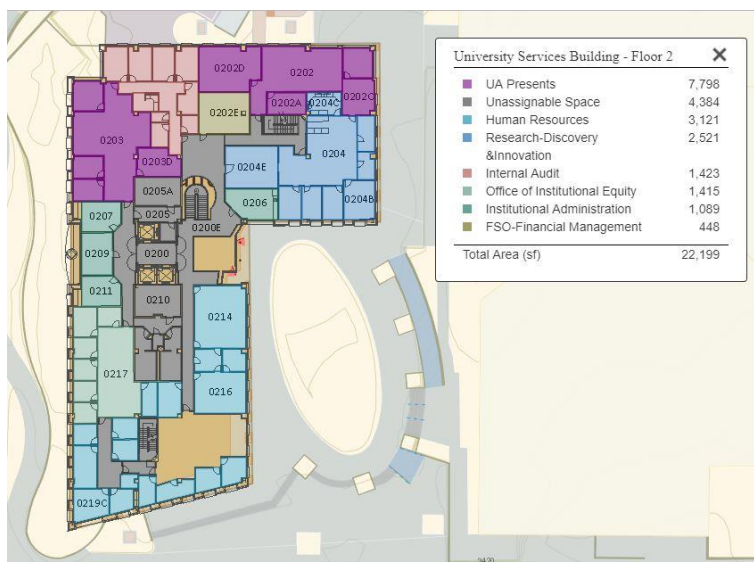 University Services Building - Floor 2 ✕
UA Presents 7,798
Unassignable Space 4,384
Human Resources 3,121
Research-Discovery 2,521
&Innovation
Internal Audit 1,423
Office of Institutional Equity 1,415
Institutional Administration 1,089
FSO-Financial Management 448
Total Area (sf) 22,199
0202D
0202
0202C
0202A
0204C
0202E
0203
0204
0203D
0204E
0205A
0204B
0206
0207
0205
0200E
0209
0200
0211
0210
0214
0217
0216
0219C